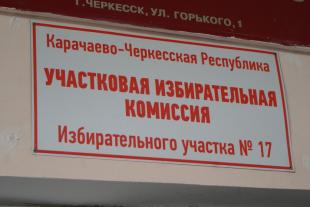 Г.ЧЕРКЕССК, УЛ. ГОРЬКОГО, 1
Карачаево-Черкесская Республика
УЧАСТКОВАЯ ИЗБИРАТЕЛЬНАЯ
КОМИССИЯ
Избирательного участка № 17